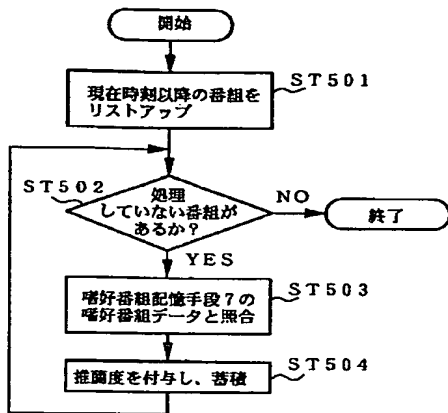 開始
ST501
現在時刻以降の番組を
リストアップ
ST502
処理
していない番組が
あるか?
NO
終了
YES
ST503
嗜好番組記憶手段7の
嗜好番組データと照合
ST504
推薦度を付与し、蓄積